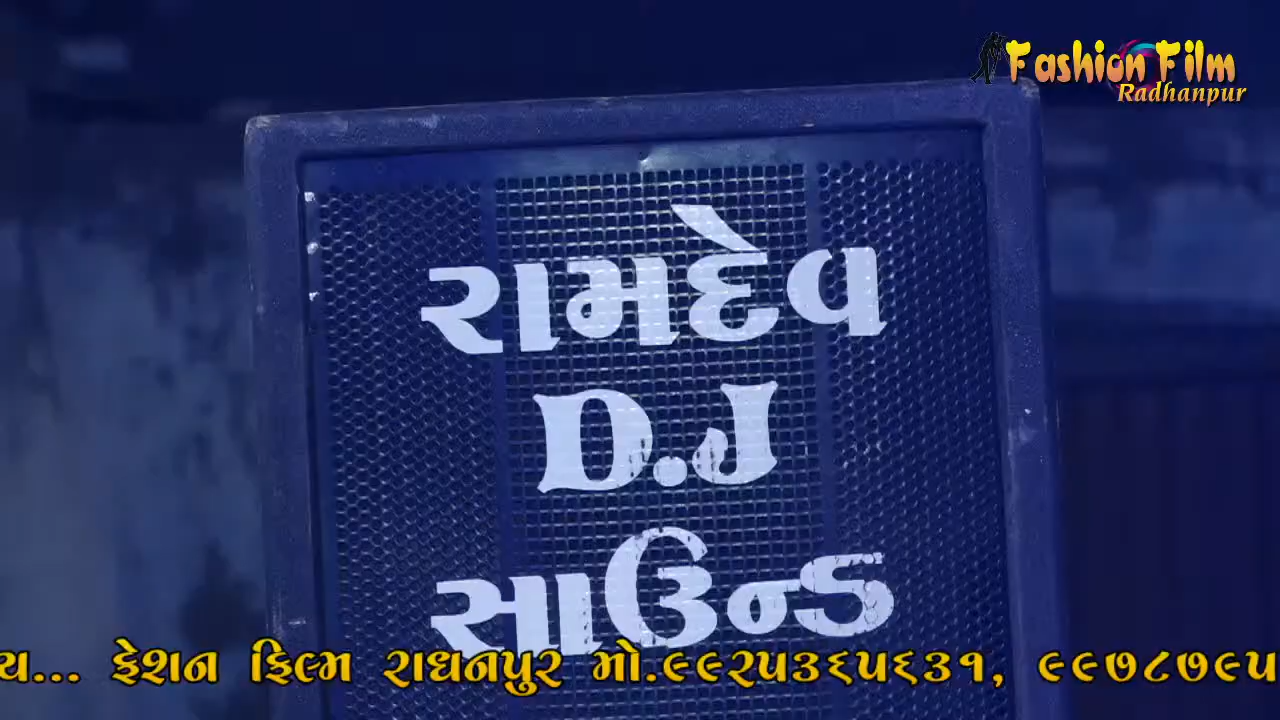 Fashion Film
Radhanpur
રામદેવ
D.J
સાઉન્ડ
ય... ફેશન ફિલ્મ રાધનપુર મો.૯૯૨૫૩૬૫૬૩૧, ૯૯૭૮૭૯૫